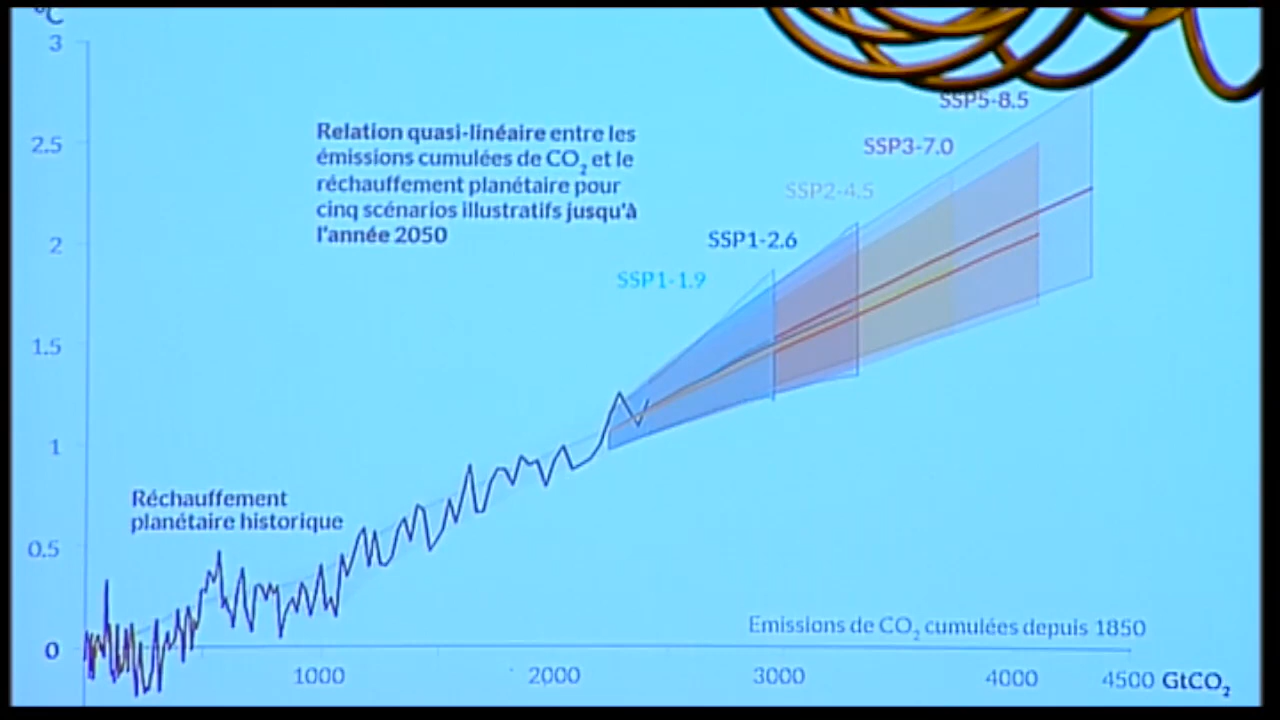 °C
3
SSP5-8.5
Relation quasi-linéaire entre les
émissions cumulées de CO₂ et le
réchauffement planétaire pour
cinq scénarios illustratifs jusqu'à
l'année 2050
2.5
SSP3-7.0
SSP2-4.5
2
SSP1-2.6
SSP1-1.9
1.5
1
Réchauffement
planétaire historique
0.5
Emissions de CO₂ cumulées depuis 1850
0
1000 2000 3000 4000 4500 GtCO₂